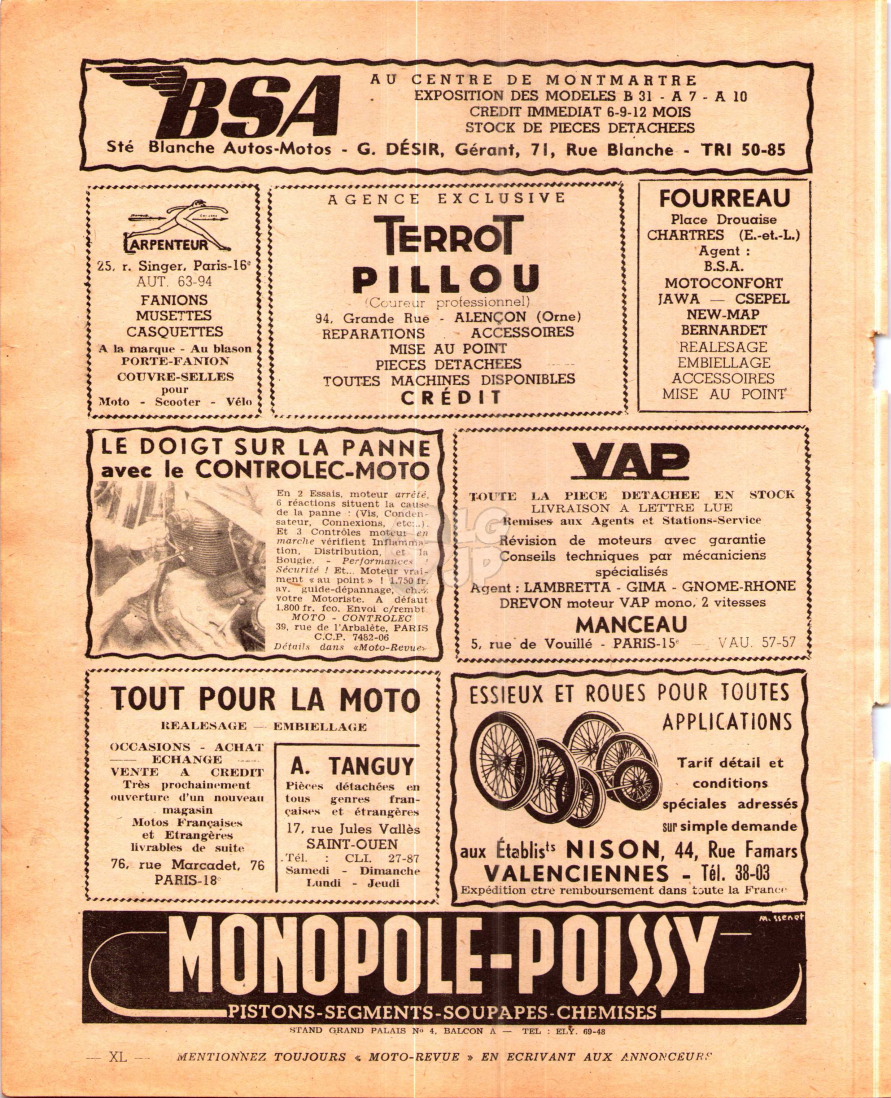 BSA
AU CENTRE DE MONTMARTRE
EXPOSITION DES MODELES B 31 - A 7 - A 10
CREDIT IMMEDIAT 6-9-12 MOIS
STOCK DE PIECES DETACHEES
Sté Blanche Autos-Motos - G. DÉSIR, Gérant, 71, Rue Blanche - TRI 50-85
CARPENTEUR
25, r. Singer, Paris-16e
AUT. 63-94
FANIONS
MUSETTES
CASQUETTES
A la marque - Au blason
PORTE-FANION
COUVRE-SELLES
pour
Moto - Scooter - Vélo
AGENCE EXCLUSIVE
TERROT
PILLOU
(Coureur professionnel)
94, Grande Rue - ALENÇON (Orne)
REPARATIONS - ACCESSOIRES
MISE AU POINT
PIECES DETACHEES
TOUTES MACHINES DISPONIBLES
CRÉDIT
FOURREAU
Place Drouaise
CHARTRES (E.-et-L.)
Agent :
B.S.A.
MOTOCONFORT
JAWA — CSEPEL
NEW-MAP
BERNARDET
REALESAGE
EMBIELLAGE
ACCESSOIRES
MISE AU POINT
LE DOIGT SUR LA PANNE
avec le CONTROLEC-MOTO
En 2 Essais, moteur arrêté,
6 réactions situent la cause
de la panne : (Vis, Conden-
sateur, Connexions, etc...).
Et 3 Contrôles moteur en
marche vérifient Inflamma-
tion, Distribution, et la
Bougie. - Performances
Sécurité ! Et... Moteur vrai-
ment « au point » ! 1.750 fr.
av. guide-dépannage, chez
votre Motoriste. A défaut
1.800 fr. fco. Envoi c/rembt
MOTO - CONTROLEC
39, rue de l'Arbalète, PARIS
C.C.P. 7482-06
Détails dans «Moto-Revue»
VAP
TOUTE LA PIECE DETACHEE EN STOCK
LIVRAISON A LETTRE LUE
Remises aux Agents et Stations-Service
Révision de moteurs avec garantie
Conseils techniques par mécaniciens
spécialisés
Agent : LAMBRETTA - GIMA - GNOME-RHONE
DREVON moteur VAP mono, 2 vitesses
MANCEAU
5, rue de Vouillé - PARIS-15e — VAU. 57-57
TOUT POUR LA MOTO
REALESAGE — EMBIELLAGE
OCCASIONS - ACHAT
—— ECHANGE ——
VENTE A CREDIT
Très prochainement
ouverture d'un nouveau
magasin
Motos Françaises
et Etrangères
livrables de suite
76, rue Marcadet, 76
PARIS-18e
A. TANGUY
Pièces détachées en
tous genres fran-
çaises et étrangères
17, rue Jules Vallès
SAINT-OUEN
Tél. : CLI. 27-87
Samedi - Dimanche
Lundi - Jeudi
ESSIEUX ET ROUES POUR TOUTES
APPLICATIONS
Tarif détail et
conditions
spéciales adressés
sur simple demande
aux Établists NISON, 44, Rue Famars
VALENCIENNES - Tél. 38-03
Expédition ctre remboursement dans toute la France
M. Issenot
MONOPOLE-POISSY
PISTONS-SEGMENTS-SOUPAPES-CHEMISES
STAND GRAND PALAIS No 4, BALCON A — TEL : ELY. 69-48
— XL — MENTIONNEZ TOUJOURS « MOTO-REVUE » EN ECRIVANT AUX ANNONCEURS